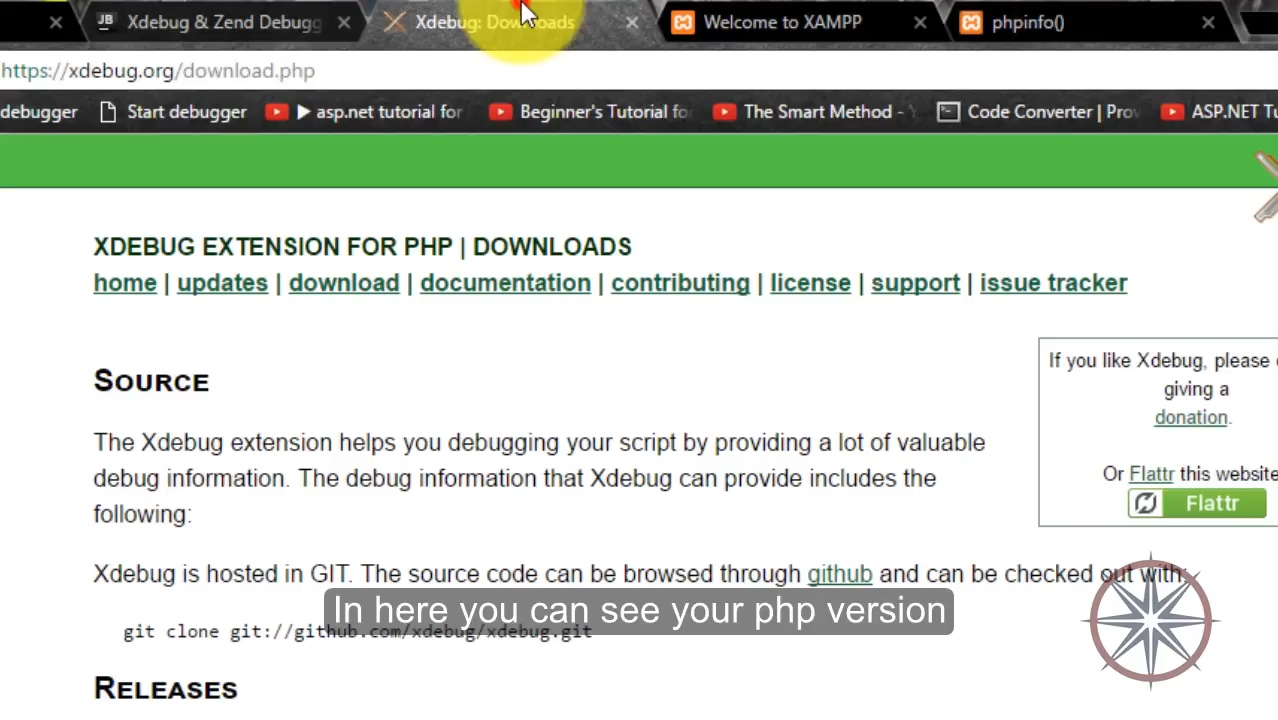 JB Xdebug & Zend Debugg
Xdebug: Downloads
Welcome to XAMPP
phpinfo()
https://xdebug.org/download.php
debugger
Start debugger
▶ asp.net tutorial for
Beginner's Tutorial fo
The Smart Method -
Code Converter | Prov
ASP.NET Tu
XDEBUG EXTENSION FOR PHP | DOWNLOADS
home | updates | download | documentation | contributing | license | support | issue tracker
SOURCE
The Xdebug extension helps you debugging your script by providing a lot of valuable
debug information. The debug information that Xdebug can provide includes the
following:
If you like Xdebug, please
giving a
donation.
Or Flattr this website
Flattr
Xdebug is hosted in GIT. The source code can be browsed through github and can be checked out with:
In here you can see your php version
git clone git://github.com/xdebug/xdebug.git
RELEASES